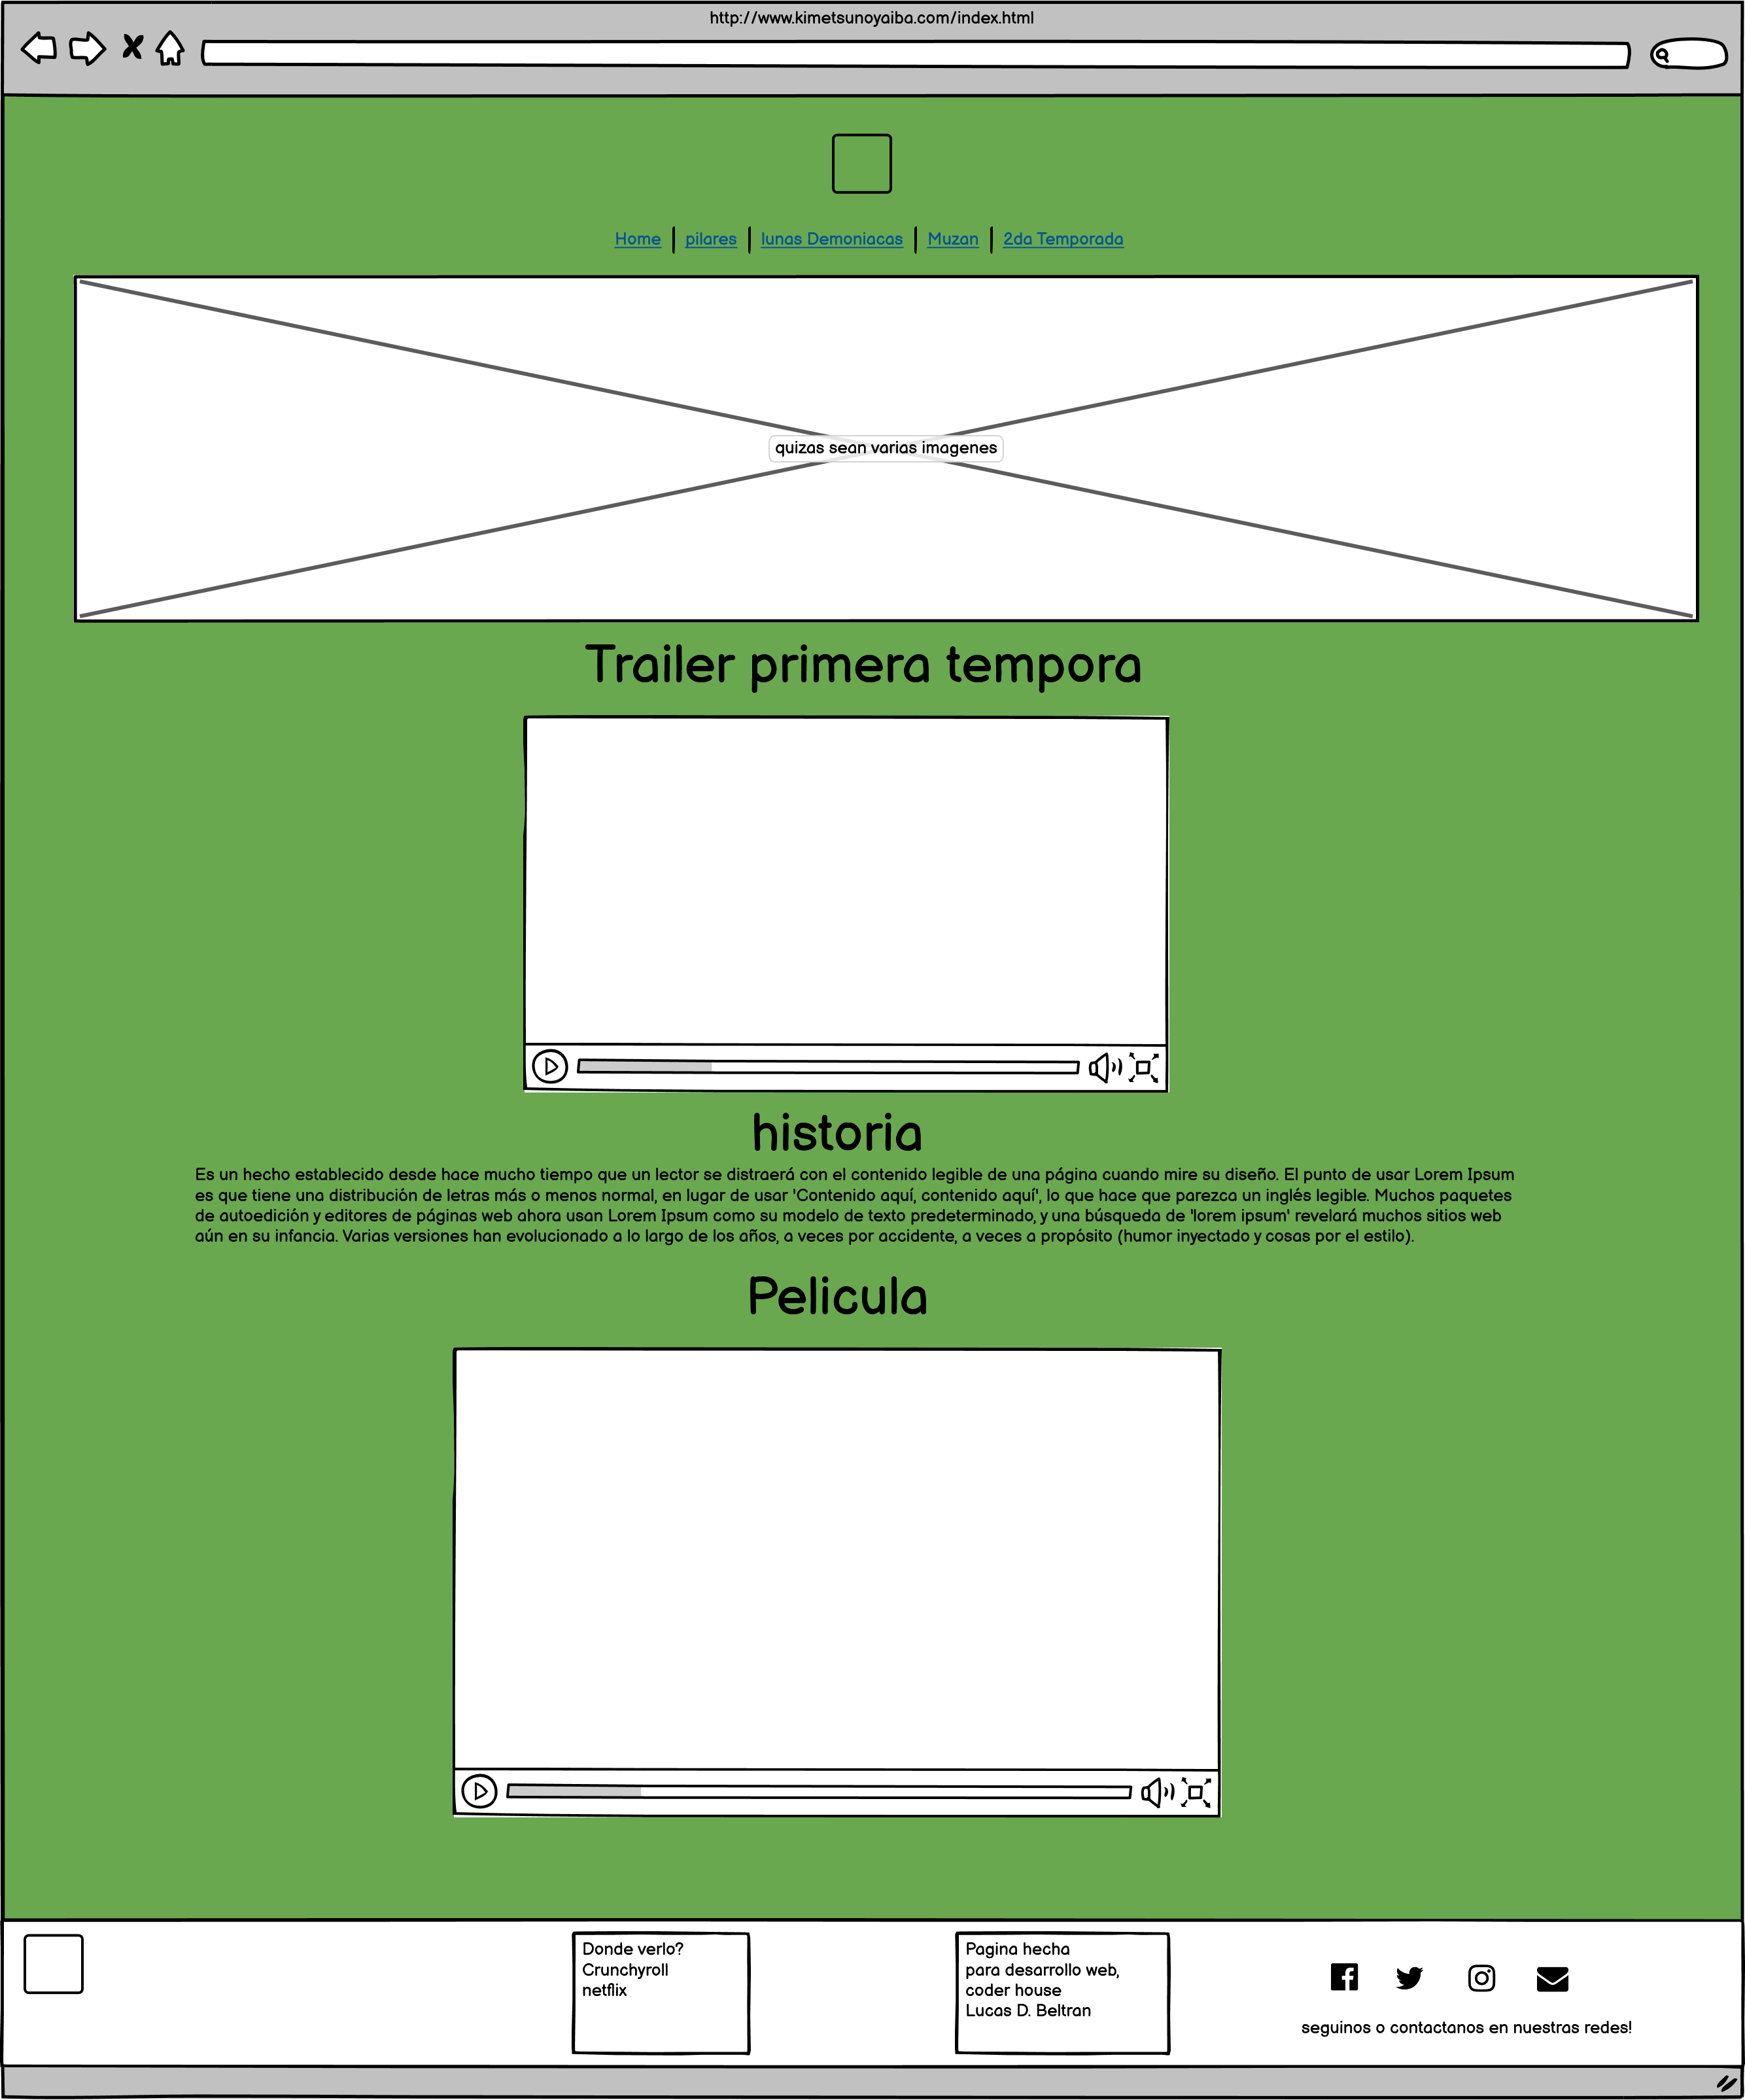 http://www.kimetsunoyaiba.com/index.html
Home | pilares | lunas Demoniacas | Muzan | 2da Temporada
quizas sean varias imagenes
Trailer primera tempora
historia
Es un hecho establecido desde hace mucho tiempo que un lector se distraerá con el contenido legible de una página cuando mire su diseño. El punto de usar Lorem Ipsum
es que tiene una distribución de letras más o menos normal, en lugar de usar 'Contenido aquí, contenido aquí', lo que hace que parezca un inglés legible. Muchos paquetes
de autoedición y editores de páginas web ahora usan Lorem Ipsum como su modelo de texto predeterminado, y una búsqueda de 'lorem ipsum' revelará muchos sitios web
aún en su infancia. Varias versiones han evolucionado a lo largo de los años, a veces por accidente, a veces a propósito (humor inyectado y cosas por el estilo).
Pelicula
Donde verlo?
Crunchyroll
netflix
Pagina hecha
para desarrollo web,
coder house
Lucas D. Beltran
seguinos o contactanos en nuestras redes!